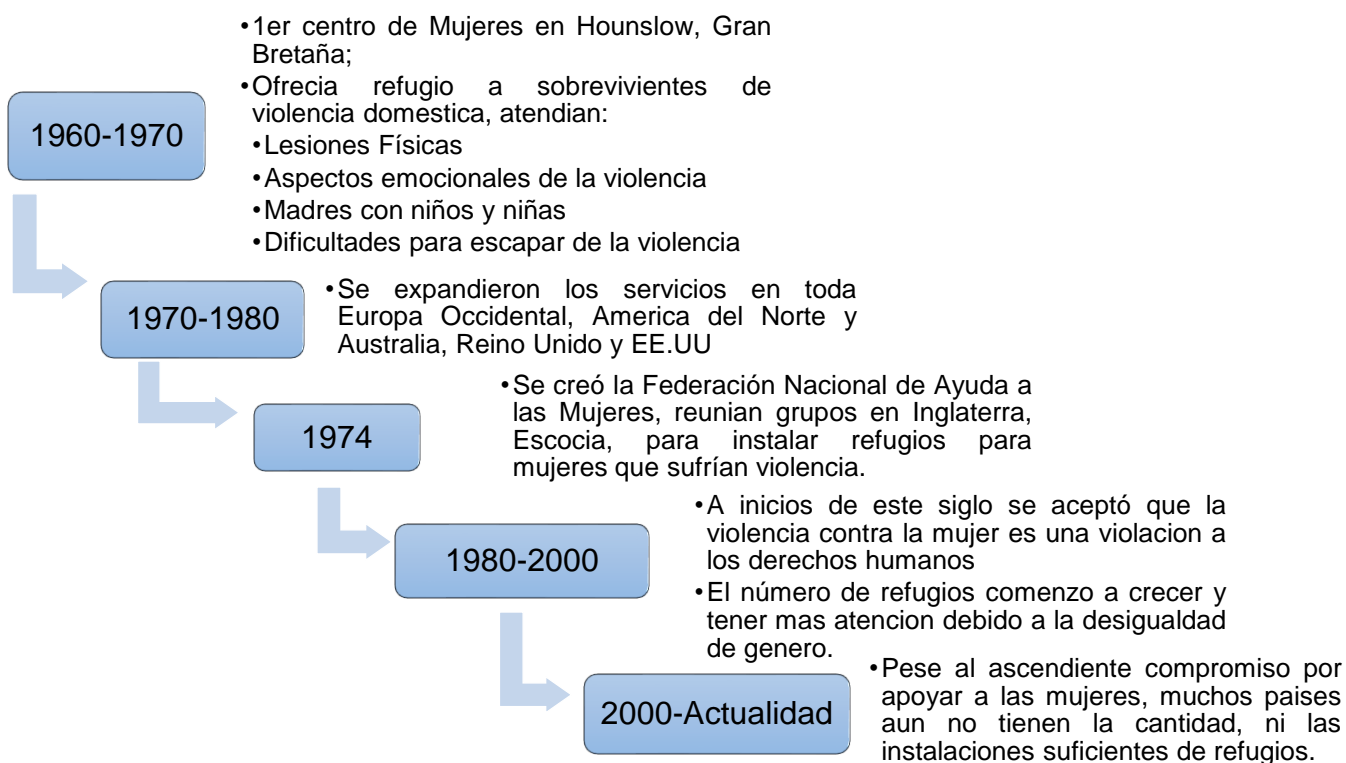 1960-1970
•1er centro de Mujeres en Hounslow, Gran
Bretaña;
•Ofrecia refugio a sobrevivientes de
violencia domestica, atendian:
•Lesiones Físicas
•Aspectos emocionales de la violencia
•Madres con niños y niñas
•Dificultades para escapar de la violencia
1970-1980
•Se expandieron los servicios en toda
Europa Occidental, America del Norte y
Australia, Reino Unido y EE.UU
1974
•Se creó la Federación Nacional de Ayuda a
las Mujeres, reunian grupos en Inglaterra,
Escocia, para instalar refugios para
mujeres que sufrían violencia.
1980-2000
•A inicios de este siglo se aceptó que la
violencia contra la mujer es una violacion a
los derechos humanos
•El número de refugios comenzo a crecer y
tener mas atencion debido a la desigualdad
de genero.
2000-Actualidad
•Pese al ascendiente compromiso por
apoyar a las mujeres, muchos paises
aun no tienen la cantidad, ni las
instalaciones suficientes de refugios.